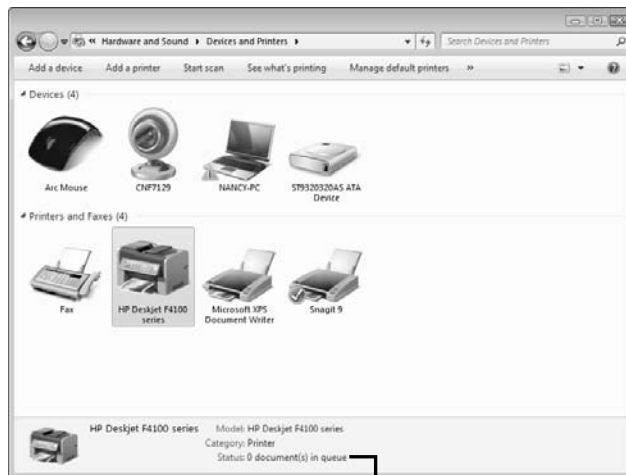 « Hardware and Sound ▸ Devices and Printers ▸ Search Devices and Printers
Add a device Add a printer Start scan See what's printing Manage default printers »
Devices (4)
Arc Mouse CNF7129 NANCY-PC ST9320320AS ATA
Device
Printers and Faxes (4)
Fax HP Deskjet F4100 Microsoft XPS Snagit 9
series Document Writer
HP Deskjet F4100 series Model: HP Deskjet F4100 series
Category: Printer
Status: 0 document(s) in queue